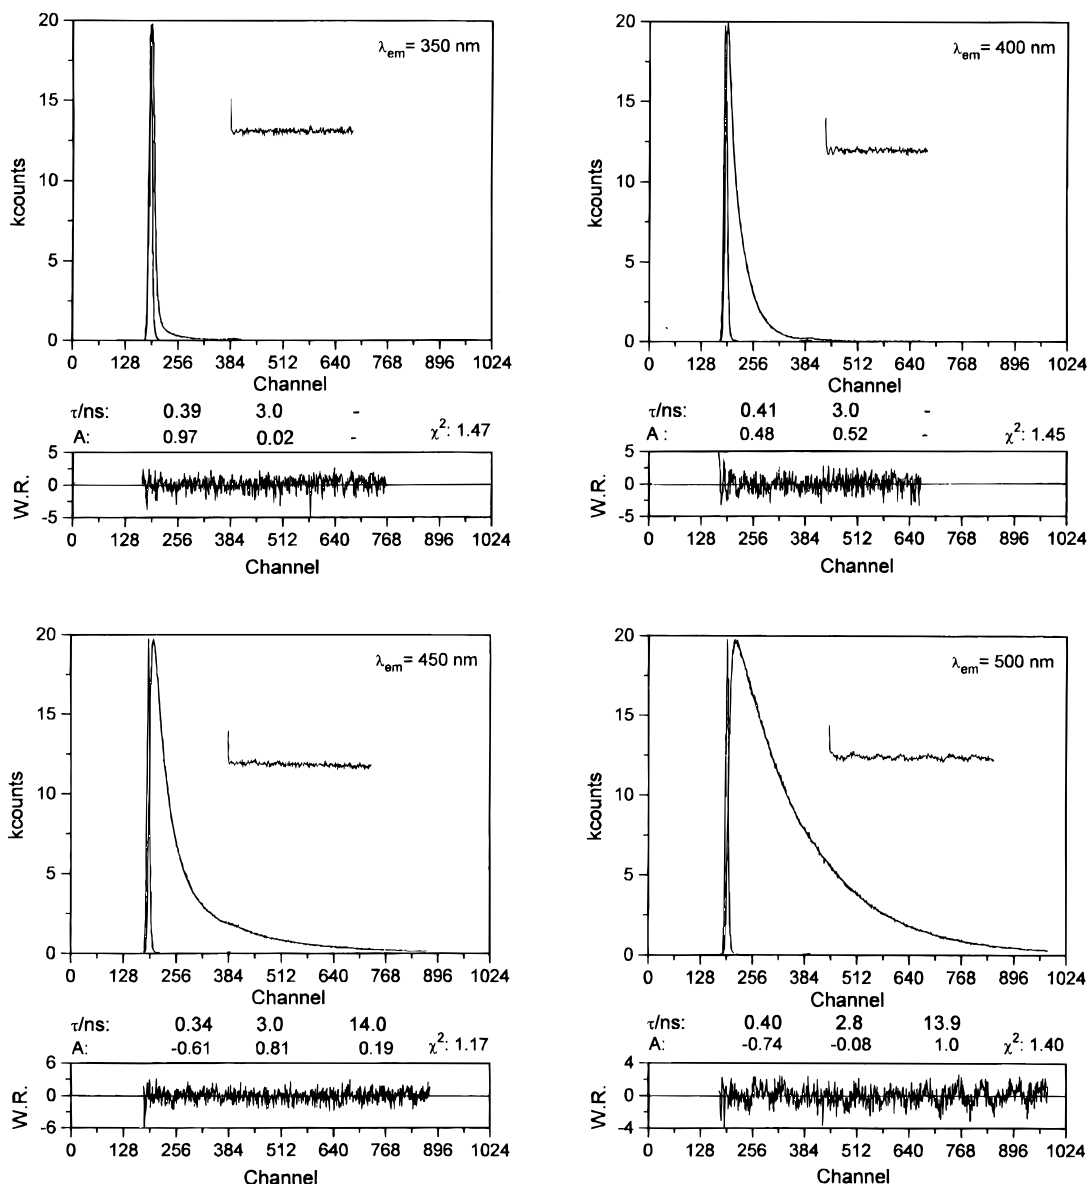 20
15
10
5
0
kcounts
λem= 350 nm
0 128 256 384 512 640 768 896 1024
Channel
τ/ns: 0.39 3.0 -
A: 0.97 0.02 - χ2: 1.47
5
0
-5
W.R.
0 128 256 384 512 640 768 896 1024
Channel
20
15
10
5
0
kcounts
λem= 400 nm
0 128 256 384 512 640 768 896 1024
Channel
τ/ns: 0.41 3.0 -
A : 0.48 0.52 - χ2: 1.45
5
0
-5
W.R.
0 128 256 384 512 640 768 896 1024
Channel
20
15
10
5
0
kcounts
λem= 450 nm
0 128 256 384 512 640 768 896 1024
Channel
τ/ns: 0.34 3.0 14.0
A: -0.61 0.81 0.19 χ2: 1.17
6
0
-6
W.R.
0 128 256 384 512 640 768 896 1024
Channel
20
15
10
5
0
kcounts
λem= 500 nm
0 128 256 384 512 640 768 896 1024
Channel
τ/ns: 0.40 2.8 13.9
A: -0.74 -0.08 1.0 χ2: 1.40
4
0
-4
W.R.
0 128 256 384 512 640 768 896 1024
Channel